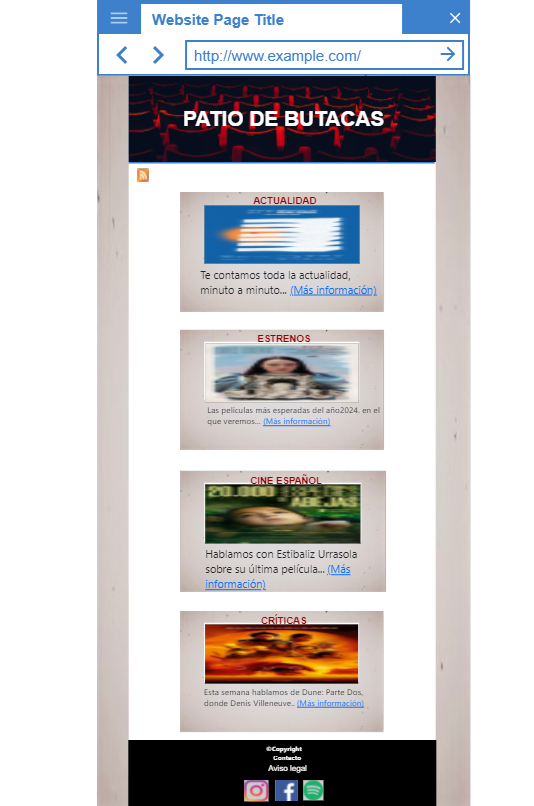 Website Page Title
http://www.example.com/
PATIO DE BUTACAS
ACTUALIDAD
Te contamos toda la actualidad,
minuto a minuto... (Más información)
ESTRENOS
Las películas más esperadas del año2024. en el
que veremos... (Más información)
CINE ESPAÑOL
20.000
ABEJAS
Hablamos con Estibaliz Urrasola
sobre su última película... (Más
información)
CRÍTICAS
Esta semana hablamos de Dune: Parte Dos,
donde Denis Villeneuve.. (Más información)
©Copyright
Contacto
Aviso legal